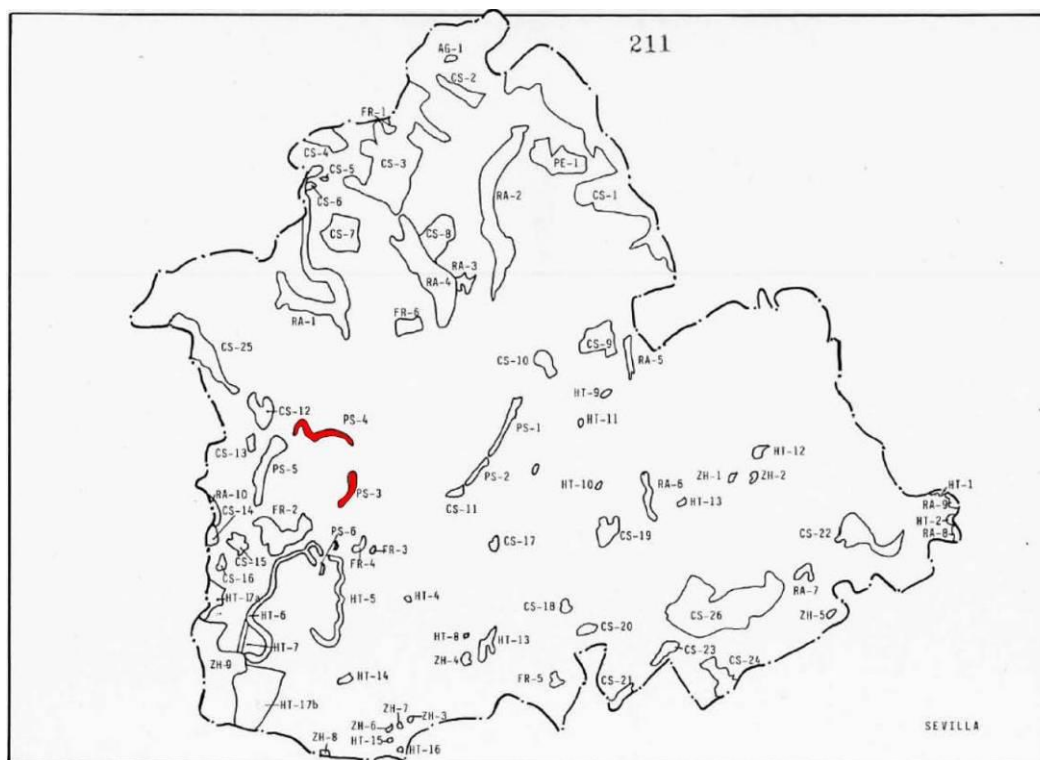 211
AG-1
CS-2
FR-1
CS-4
CS-3
PE-1
CS-5
CS-6
RA-2
CS-1
CS-7
CS-8
RA-3
RA-4
RA-1
FR-6
CS-25
CS-9
CS-10
RA-5
HT-9
CS-12
PS-4
HT-11
PS-1
CS-13
HT-12
PS-5
PS-2
ZH-1
ZH-2
HT-10
RA-6
HT-1
RA-10
PS-3
CS-11
HT-13
RA-9
CS-14
FR-2
HT-2
PS-6
CS-22
RA-8
CS-17
CS-19
CS-15
FR-4
FR-3
CS-16
RA-7
HT-17a
HT-5
HT-4
HT-6
CS-18
CS-26
ZH-5
CS-20
HT-8
HT-13
HT-7
CS-23
ZH-4
ZH-9
CS-24
HT-14
FR-5
CS-21
HT-17b
ZH-7
ZH-3
ZH-6
SEVILLA
HT-15
ZH-8
HT-16